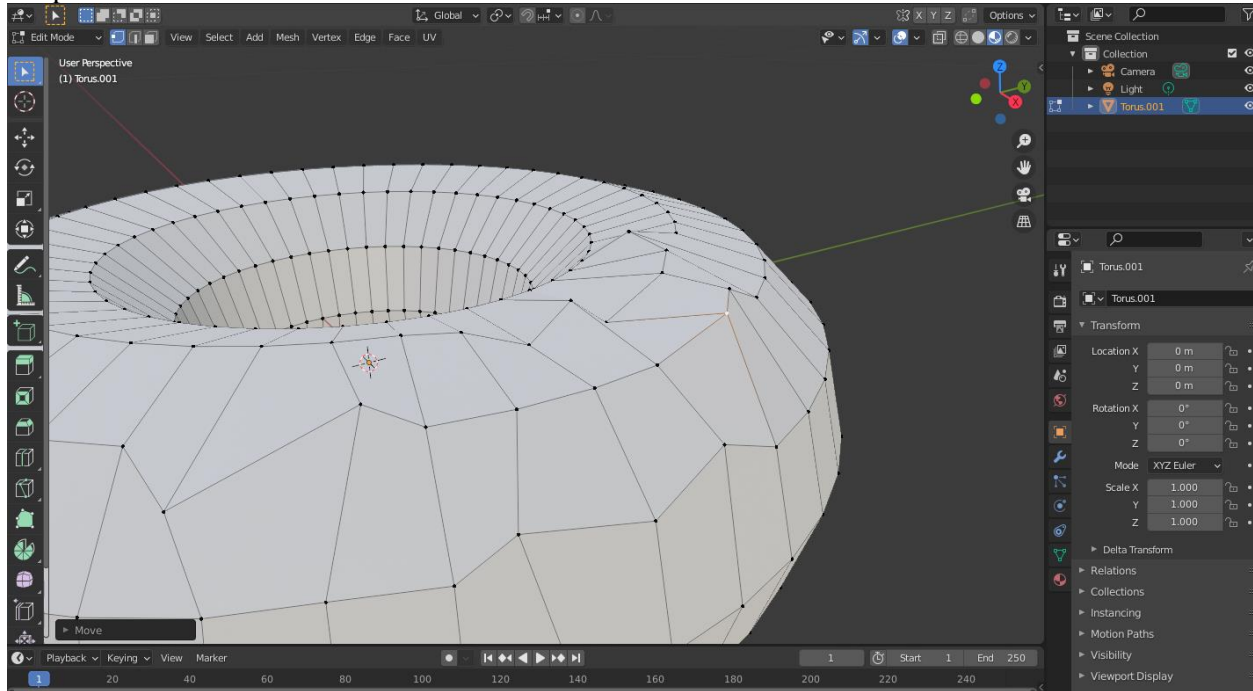 Global
X Y Z
Options
Edit Mode
View Select Add Mesh Vertex Edge Face UV
User Perspective
(1) Torus.001
Z
Y
X
Move
Scene Collection
Collection
Camera
Light
Torus.001
Torus.001
Torus.001
Transform
Location X 0 m
Y 0 m
Z 0 m
Rotation X 0°
Y 0°
Z 0°
Mode XYZ Euler
Scale X 1.000
Y 1.000
Z 1.000
Delta Transform
Relations
Collections
Instancing
Motion Paths
Visibility
Viewport Display
Playback Keying View Marker
1 Start 1 End 250
1 20 40 60 80 100 120 140 160 180 200 220 240